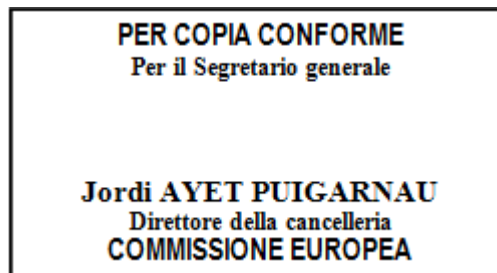 PER COPIA CONFORME
Per il Segretario generale
Jordi AYET PUIGARNAU
Direttore della cancelleria
COMMISSIONE EUROPEA